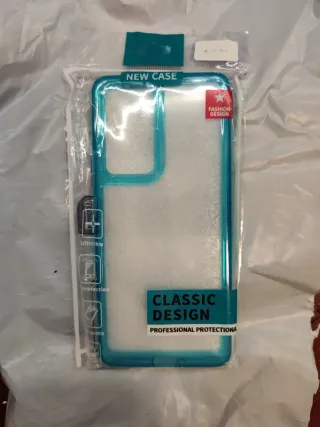 NEW CASE
FASHION
DESIGN
CLASSIC
DESIGN
PROFESSIONAL PROTECTIONA